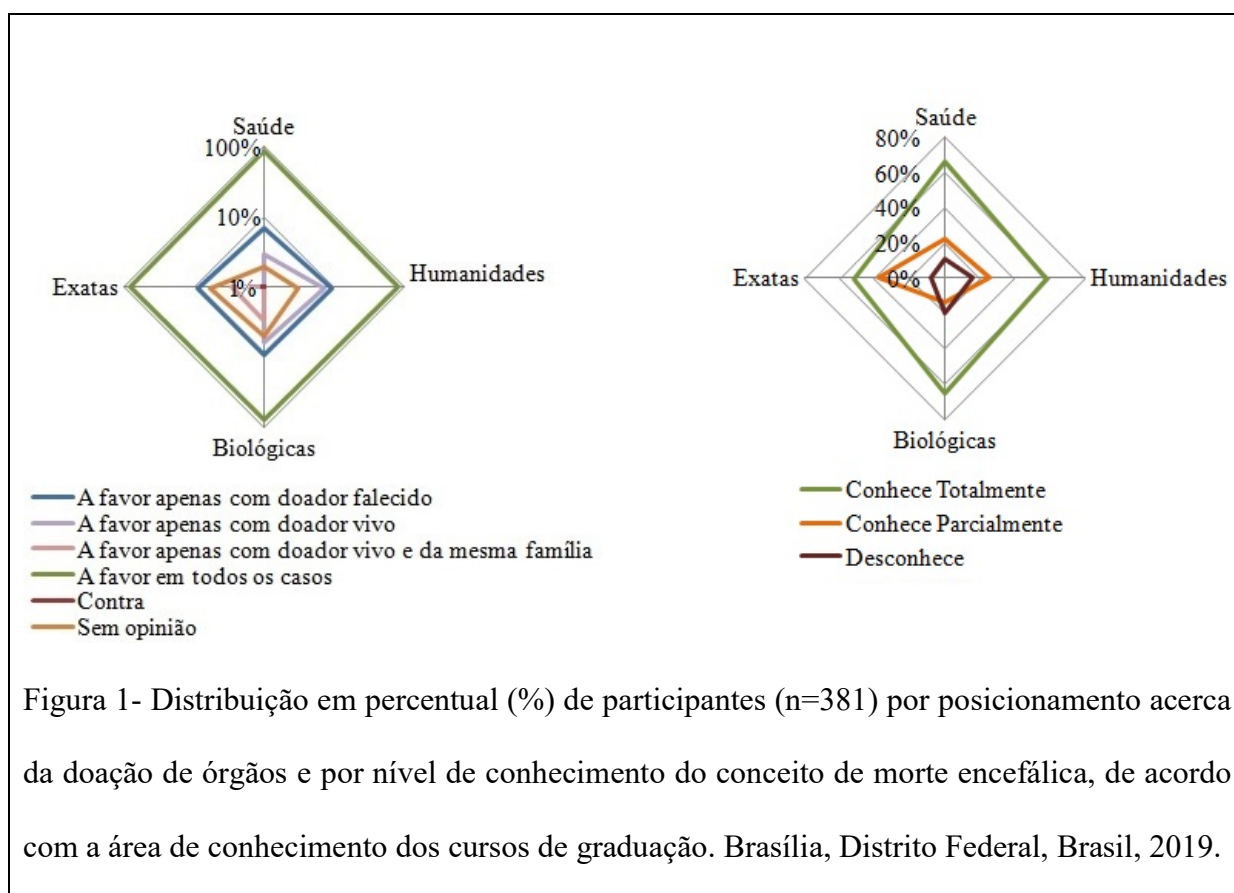 Saúde
100%
10%
1%
Exatas
Humanidades
Biológicas
A favor apenas com doador falecido
A favor apenas com doador vivo
A favor apenas com doador vivo e da mesma família
A favor em todos os casos
Contra
Sem opinião
Saúde
80%
60%
40%
20%
0%
Exatas
Humanidades
Biológicas
Conhece Totalmente
Conhece Parcialmente
Desconhece
Figura 1- Distribuição em percentual (%) de participantes (n=381) por posicionamento acerca
da doação de órgãos e por nível de conhecimento do conceito de morte encefálica, de acordo
com a área de conhecimento dos cursos de graduação. Brasília, Distrito Federal, Brasil, 2019.